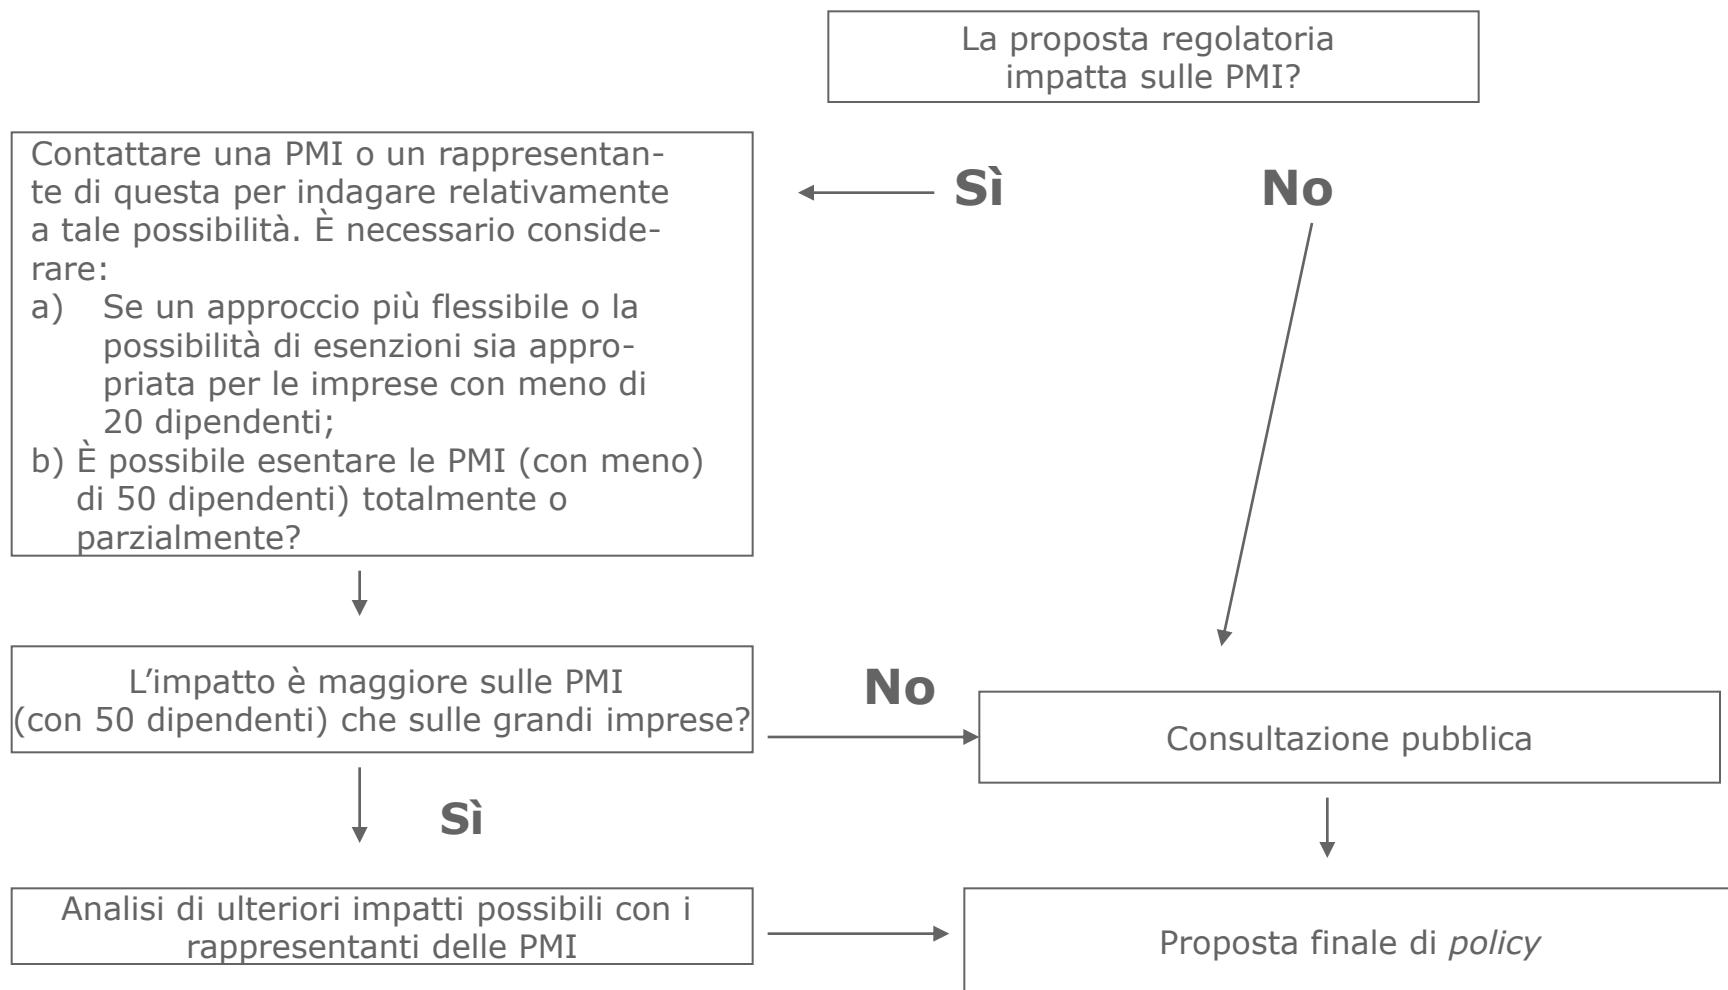 La proposta regolatoria
impatta sulle PMI?
Contattare una PMI o un rappresentan-
te di questa per indagare relativamente
a tale possibilità. È necessario conside-
rare:
a) Se un approccio più flessibile o la
possibilità di esenzioni sia appro-
priata per le imprese con meno di
20 dipendenti;
b) È possibile esentare le PMI (con meno)
di 50 dipendenti) totalmente o
parzialmente?
Sì
No
L'impatto è maggiore sulle PMI
(con 50 dipendenti) che sulle grandi imprese?
No
Consultazione pubblica
Sì
Analisi di ulteriori impatti possibili con i
rappresentanti delle PMI
Proposta finale di policy